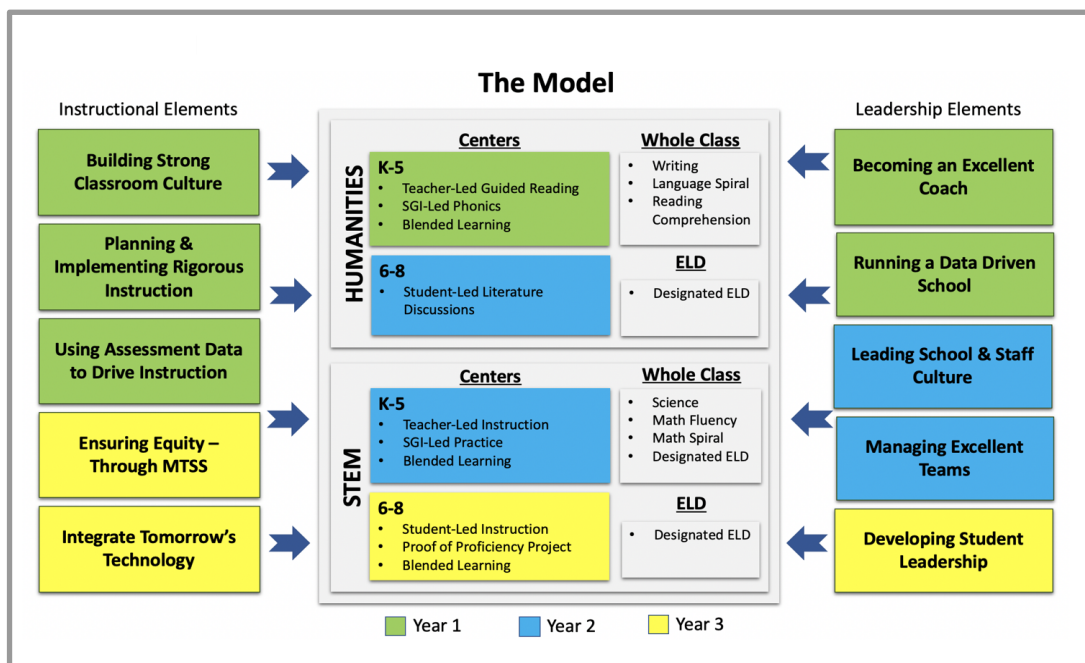 The Model
Instructional Elements
Building Strong
Classroom Culture
Planning &
Implementing Rigorous
Instruction
Using Assessment Data
to Drive Instruction
Ensuring Equity –
Through MTSS
Integrate Tomorrow's
Technology
HUMANITIES
Centers
K-5
• Teacher-Led Guided Reading
• SGI-Led Phonics
• Blended Learning
6-8
• Student-Led Literature
Discussions
Whole Class
• Writing
• Language Spiral
• Reading
Comprehension
ELD
• Designated ELD
STEM
Centers
K-5
• Teacher-Led Instruction
• SGI-Led Practice
• Blended Learning
6-8
• Student-Led Instruction
• Proof of Proficiency Project
• Blended Learning
Whole Class
• Science
• Math Fluency
• Math Spiral
• Designated ELD
ELD
• Designated ELD
Leadership Elements
Becoming an Excellent
Coach
Running a Data Driven
School
Leading School & Staff
Culture
Managing Excellent
Teams
Developing Student
Leadership
Year 1
Year 2
Year 3